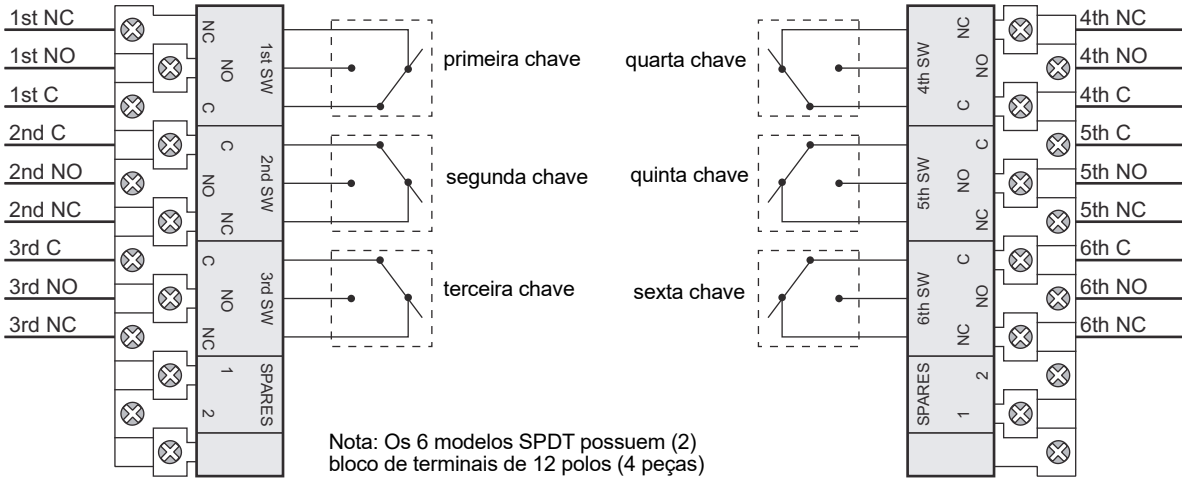 1st NC
1st NO
1st C
2nd C
2nd NO
2nd NC
3rd C
3rd NO
3rd NC
NC
NO
C
1st SW
C
NO
NC
2nd SW
C
NO
NC
3rd SW
1
2
SPARES
primeira chave
segunda chave
terceira chave
quarta chave
quinta chave
sexta chave
4th SW
NC
NO
C
5th SW
C
NO
NC
6th SW
C
NO
NC
SPARES
2
1
4th NC
4th NO
4th C
5th C
5th NO
5th NC
6th C
6th NO
6th NC
Nota: Os 6 modelos SPDT possuem (2)
bloco de terminais de 12 polos (4 peças)